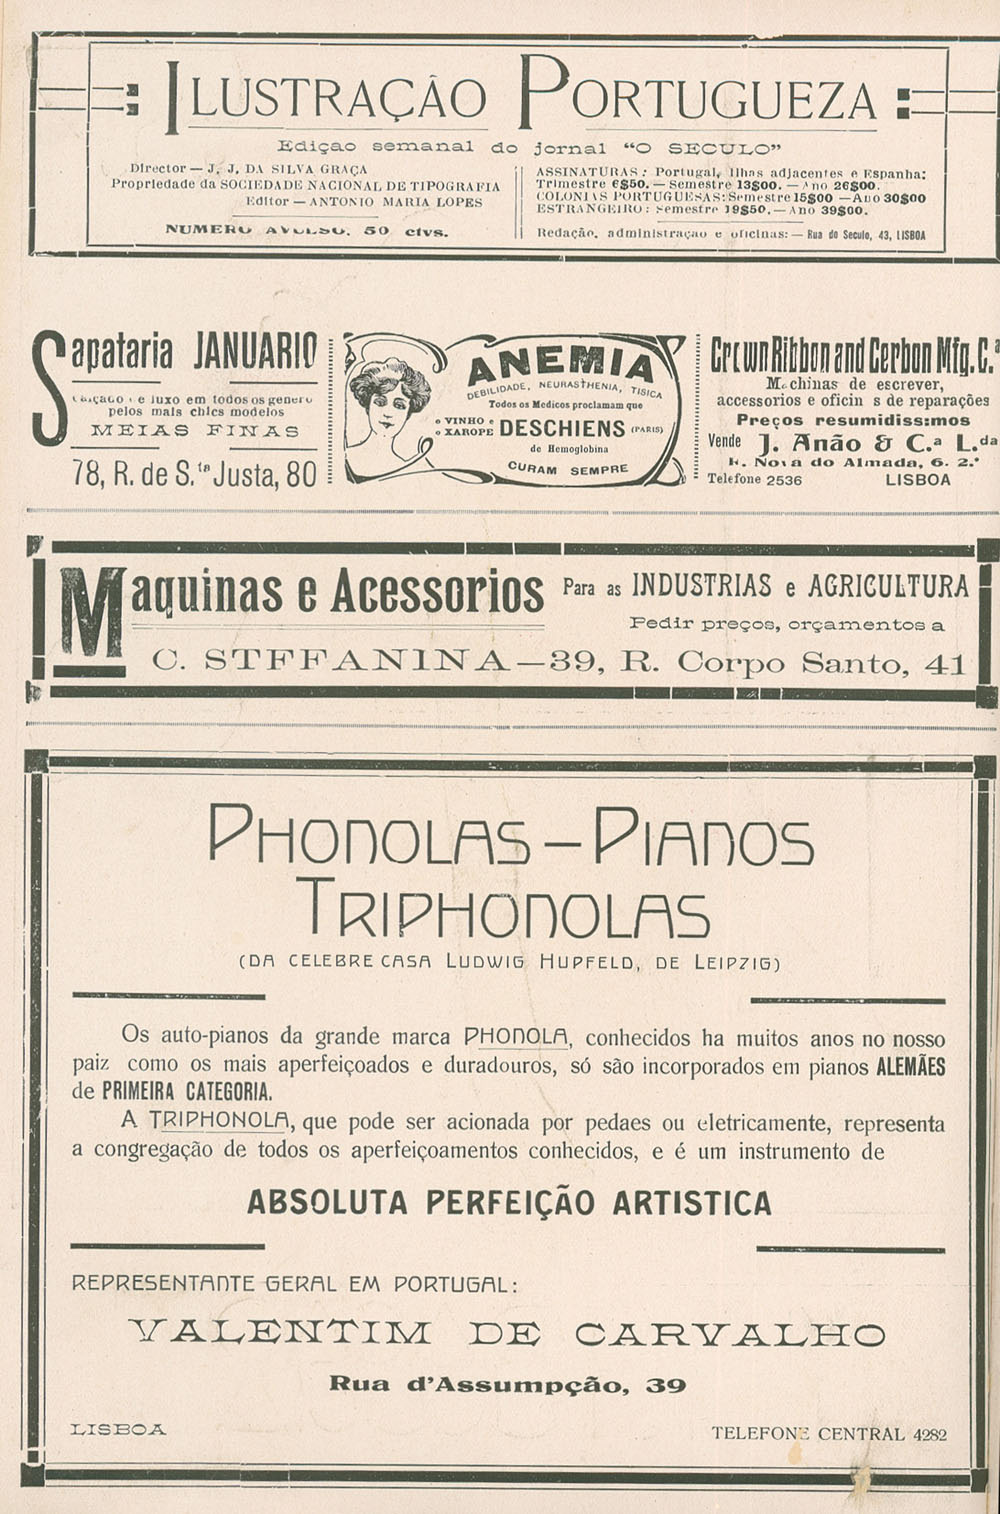 ILUSTRAÇÃO PORTUGUEZA
Edição semanal do jornal “O SECULO”
Director — J. J. DA SILVA GRAÇA
Propriedade da SOCIEDADE NACIONAL DE TIPOGRAFIA
Editor — ANTONIO MARIA LOPES
NUMERO AVULSO, 50 ctvs.
ASSINATURAS: Portugal, Ilhas adjacentes e Espanha:
Trimestre 6$50. — Semestre 13$00. — Ano 26$00.
COLONIAS PORTUGUESAS: Semestre 15$00 — Ano 30$00
ESTRANGEIRO: Semestre 19$50. — Ano 39$00.
Redação, administração e oficinas: — Rua do Seculo, 43, LISBOA
Sapataria JANUARIO
Calçado e luxo em todos os genero
pelos mais chics modelos
MEIAS FINAS
78, R. de S.ta Justa, 80
ANEMIA
DEBILIDADE, NEURASTHENIA, TISICA
Todos os Medicos proclamam que
o VINHO e
o XAROPE DESCHIENS (PARIS)
de Hemoglobina
CURAM SEMPRE
Crown Ribbon and Carbon Mfg. C.ª
Machinas de escrever,
accessorios e oficin s de reparações
Preços resumidissimos
Vende J. Anão & C.ª L.da
R. Nova do Almada, 6. 2.º
Telefone 2536 LISBOA
Maquinas e Acessorios Para as INDUSTRIAS e AGRICULTURA
Pedir preços, orçamentos a
C. STFFANINA — 39, R. Corpo Santo, 41
PHONOLAS — PIANOS
TRIPHONOLAS
(DA CELEBRE CASA LUDWIG HUPFELD, DE LEIPZIG)
Os auto-pianos da grande marca PHONOLA, conhecidos ha muitos anos no nosso
paiz como os mais aperfeiçoados e duradouros, só são incorporados em pianos ALEMÃES
de PRIMEIRA CATEGORIA.
A TRIPHONOLA, que pode ser acionada por pedaes ou eletricamente, representa
a congregação de todos os aperfeiçoamentos conhecidos, e é um instrumento de
ABSOLUTA PERFEIÇÃO ARTISTICA
REPRESENTANTE GERAL EM PORTUGAL:
VALENTIM DE CARVALHO
Rua d'Assumpção, 39
LISBOA TELEFONE CENTRAL 4282